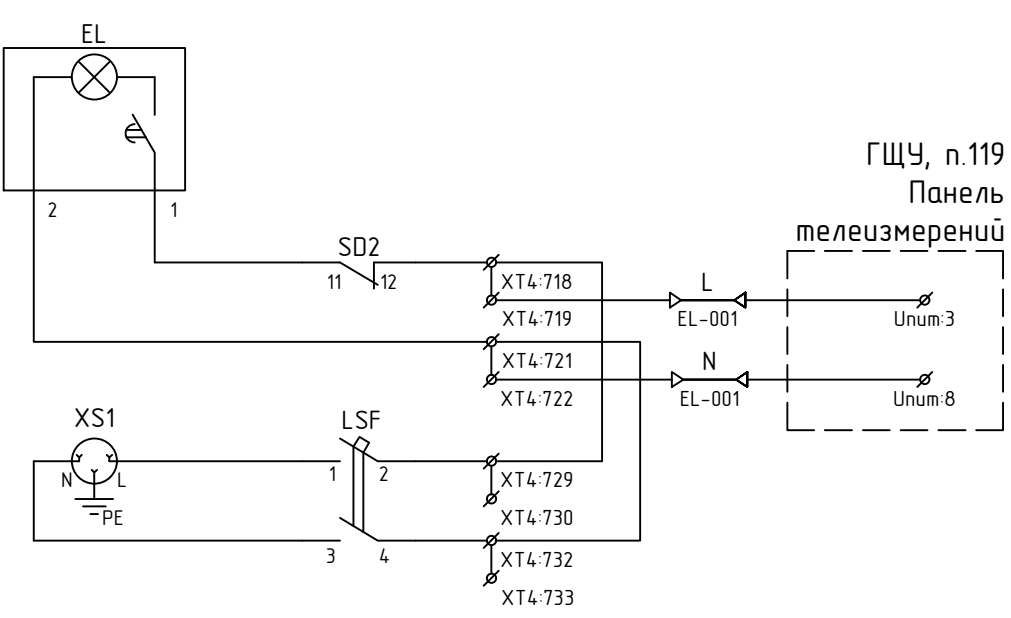 EL
2
1
ГЩУ, п.119
Панель
телеизмерений
SD2
11
12
XT4:718
XT4:719
L
EL-001
Uпит:3
XT4:721
XT4:722
N
EL-001
Uпит:8
XS1
N
L
PE
LSF
1
2
3
4
XT4:729
XT4:730
XT4:732
XT4:733